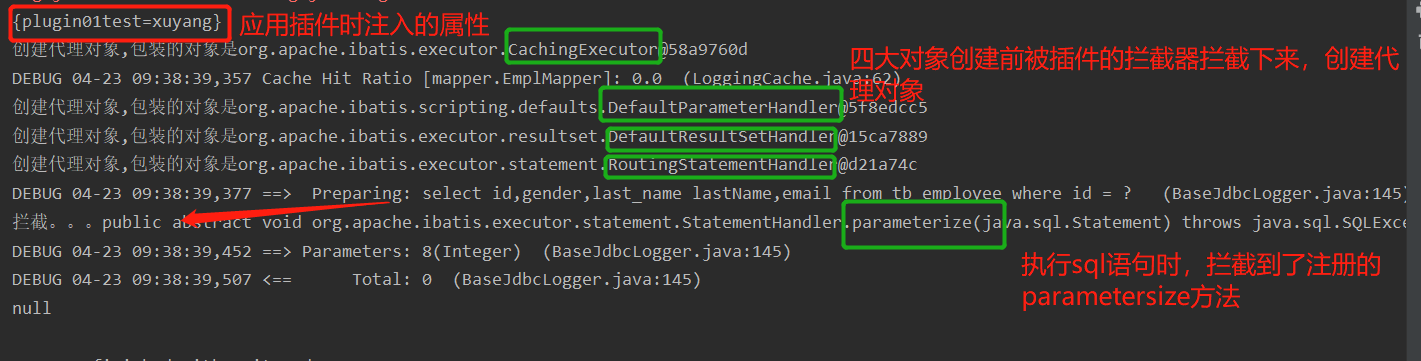 {plugin01test=xuyang}
应用插件时注入的属性
创建代理对象,包装的对象是org.apache.ibatis.executor.CachingExecutor@58a9760d
四大对象创建前被插件的拦截器拦截下来，创建代
理对象
DEBUG 04-23 09:38:39,357 Cache Hit Ratio [mapper.EmplMapper]: 0.0  (LoggingCache.java:62)
创建代理对象,包装的对象是org.apache.ibatis.scripting.defaults.DefaultParameterHandler@5f8edcc5
创建代理对象,包装的对象是org.apache.ibatis.executor.resultset.DefaultResultSetHandler@15ca7889
创建代理对象,包装的对象是org.apache.ibatis.executor.statement.RoutingStatementHandler@d21a74c
DEBUG 04-23 09:38:39,377 ==>  Preparing: select id,gender,last_name lastName,email from tb_employee where id = ?   (BaseJdbcLogger.java:145)
拦截。。。public abstract void org.apache.ibatis.executor.statement.StatementHandler.parameterize(java.sql.Statement) throws java.sql.SQLExce
DEBUG 04-23 09:38:39,452 ==> Parameters: 8(Integer)  (BaseJdbcLogger.java:145)
DEBUG 04-23 09:38:39,507 <==      Total: 0  (BaseJdbcLogger.java:145)
null
执行sql语句时，拦截到了注册的
parametersize方法